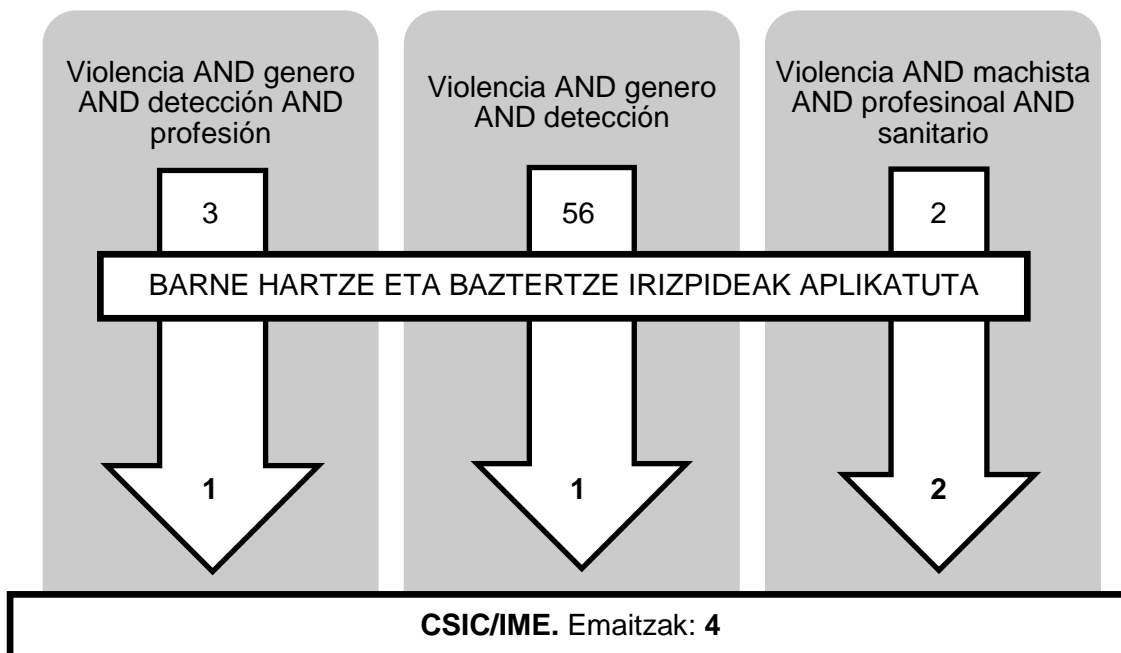 Violencia AND genero
AND detección AND
profesión
Violencia AND genero
AND detección
Violencia AND machista
AND profesinoal AND
sanitario
3
56
2
BARNE HARTZE ETA BAZTERTZE IRIZPIDEAK APLIKATUTA
1
1
2
CSIC/IME. Emaitzak: 4